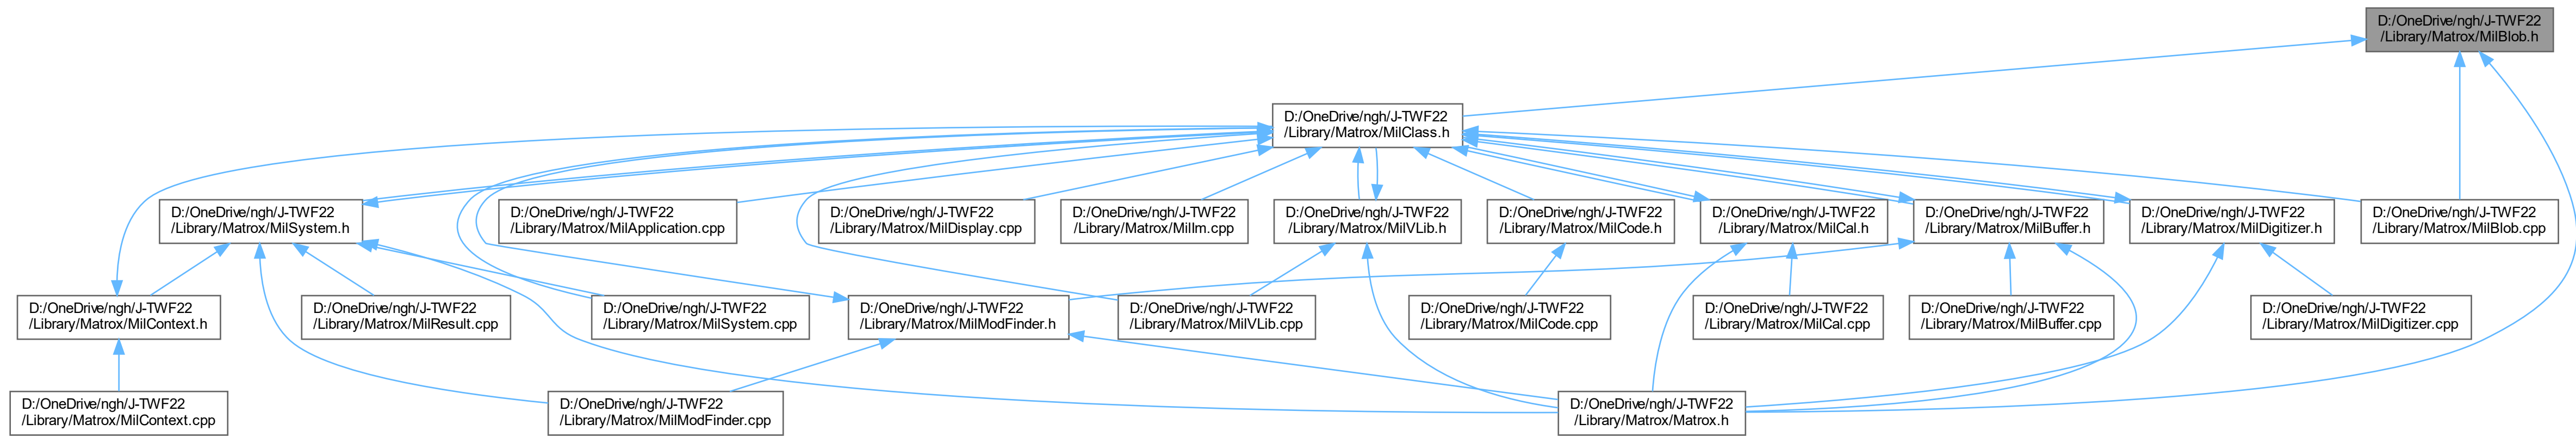 D:/OneDrive/ngh/J-TWF22
/Library/Matrox/MilBlob.h
D:/OneDrive/ngh/J-TWF22
/Library/Matrox/MilClass.h
D:/OneDrive/ngh/J-TWF22
/Library/Matrox/MilSystem.h
D:/OneDrive/ngh/J-TWF22
/Library/Matrox/MilApplication.cpp
D:/OneDrive/ngh/J-TWF22
/Library/Matrox/MilDisplay.cpp
D:/OneDrive/ngh/J-TWF22
/Library/Matrox/MilIm.cpp
D:/OneDrive/ngh/J-TWF22
/Library/Matrox/MilVLib.h
D:/OneDrive/ngh/J-TWF22
/Library/Matrox/MilCode.h
D:/OneDrive/ngh/J-TWF22
/Library/Matrox/MilCal.h
D:/OneDrive/ngh/J-TWF22
/Library/Matrox/MilBuffer.h
D:/OneDrive/ngh/J-TWF22
/Library/Matrox/MilDigitizer.h
D:/OneDrive/ngh/J-TWF22
/Library/Matrox/MilBlob.cpp
D:/OneDrive/ngh/J-TWF22
/Library/Matrox/MilContext.h
D:/OneDrive/ngh/J-TWF22
/Library/Matrox/MilResult.cpp
D:/OneDrive/ngh/J-TWF22
/Library/Matrox/MilSystem.cpp
D:/OneDrive/ngh/J-TWF22
/Library/Matrox/MilModFinder.h
D:/OneDrive/ngh/J-TWF22
/Library/Matrox/MilVLib.cpp
D:/OneDrive/ngh/J-TWF22
/Library/Matrox/MilCode.cpp
D:/OneDrive/ngh/J-TWF22
/Library/Matrox/MilCal.cpp
D:/OneDrive/ngh/J-TWF22
/Library/Matrox/MilBuffer.cpp
D:/OneDrive/ngh/J-TWF22
/Library/Matrox/MilDigitizer.cpp
D:/OneDrive/ngh/J-TWF22
/Library/Matrox/MilContext.cpp
D:/OneDrive/ngh/J-TWF22
/Library/Matrox/MilModFinder.cpp
D:/OneDrive/ngh/J-TWF22
/Library/Matrox/Matrox.h